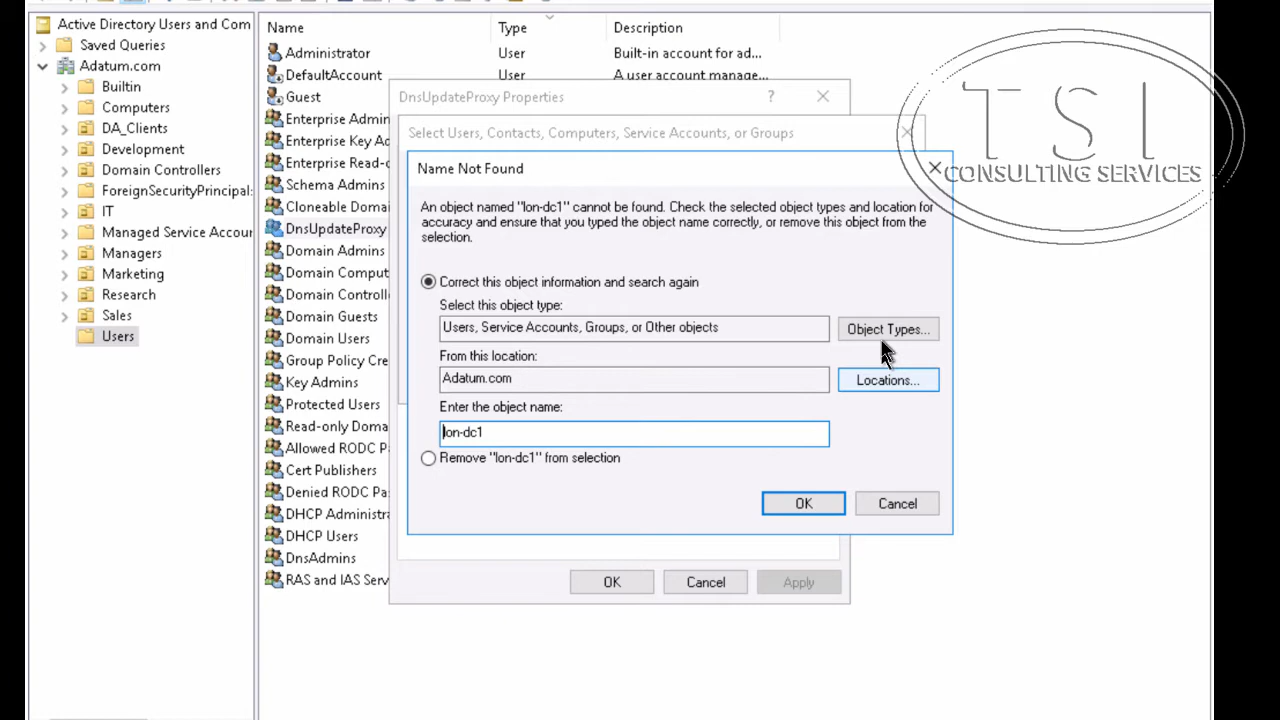 Active Directory Users and Com
Saved Queries
Adatum.com
Builtin
Computers
DA_Clients
Development
Domain Controllers
ForeignSecurityPrincipal:
IT
Managed Service Accour
Managers
Marketing
Research
Sales
Users
Name Type Description
Administrator User Built-in account for ad...
DefaultAccount User A user account manage...
Guest
Enterprise Admin
Enterprise Key Ad
Enterprise Read-o
Schema Admins
Cloneable Domai
DnsUpdateProxy
Domain Admins
Domain Comput
Domain Controll
Domain Guests
Domain Users
Group Policy Cre
Key Admins
Protected Users
Read-only Doma
Allowed RODC P
Cert Publishers
Denied RODC Pa
DHCP Administra
DHCP Users
DnsAdmins
RAS and IAS Serv
DnsUpdateProxy Properties ?
Select Users, Contacts, Computers, Service Accounts, or Groups
Name Not Found
An object named "lon-dc1" cannot be found. Check the selected object types and location for
accuracy and ensure that you typed the object name correctly, or remove this object from the
selection.
Correct this object information and search again
Select this object type:
Users, Service Accounts, Groups, or Other objects Object Types...
From this location:
Adatum.com Locations...
Enter the object name:
lon-dc1
Remove "lon-dc1" from selection
OK Cancel
OK Cancel Apply
TSI
CONSULTING SERVICES